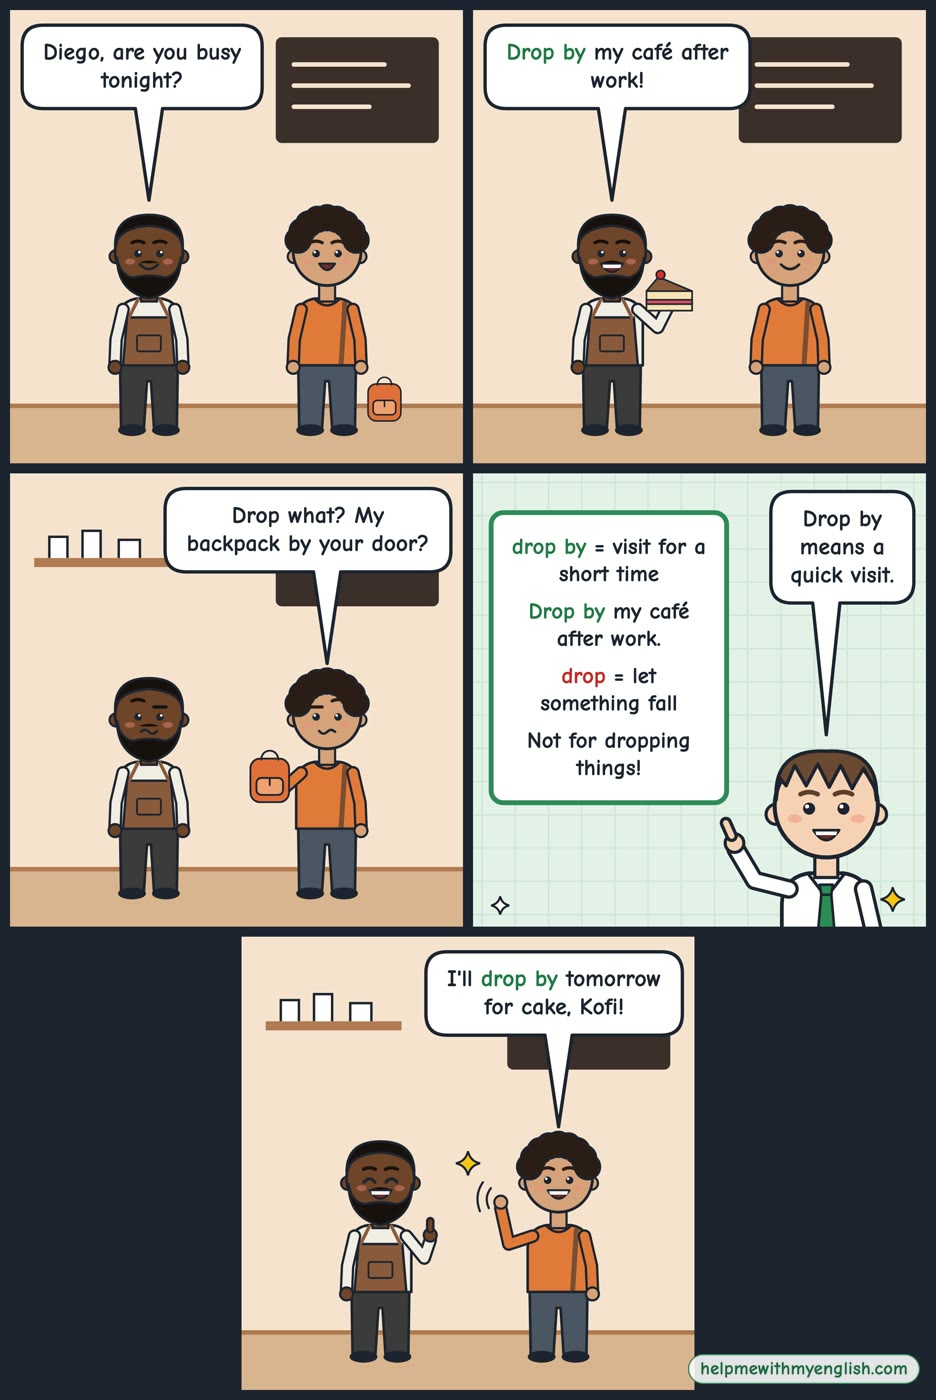 Diego, are you busy
tonight?
Drop by my café after
work!
Drop what? My
backpack by your door?
drop by = visit for a
short time
Drop by my café
after work.
drop = let
something fall
Not for dropping
things!
Drop by
means a
quick visit.
I'll drop by tomorrow
for cake, Kofi!
helpmewithmyenglish.com